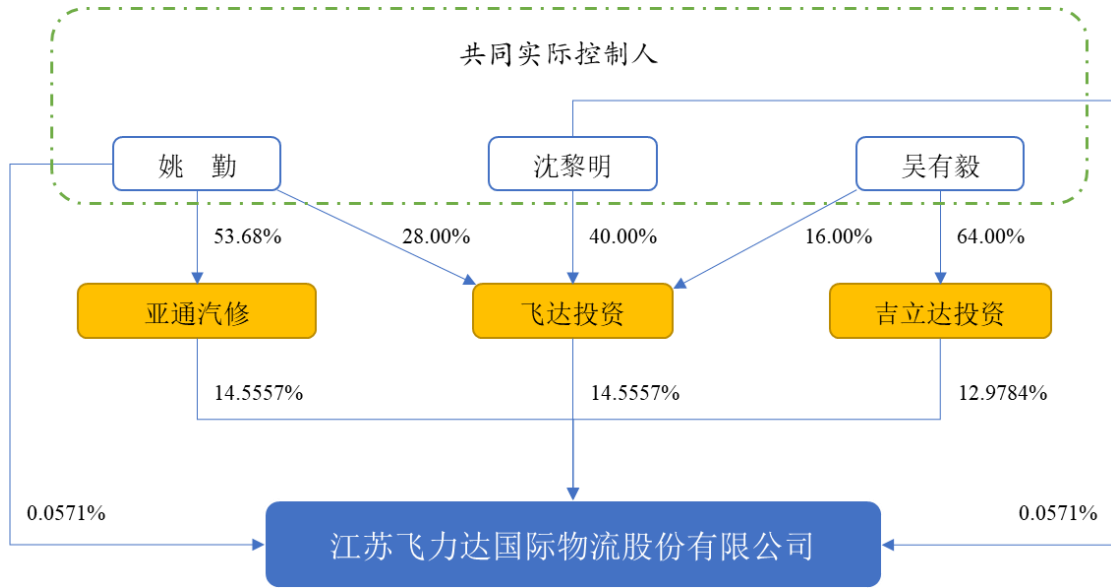 共同实际控制人
姚　勤
沈黎明
吴有毅
53.68%
28.00%
40.00%
16.00%
64.00%
亚通汽修
飞达投资
吉立达投资
14.5557%
14.5557%
12.9784%
0.0571%
0.0571%
江苏飞力达国际物流股份有限公司